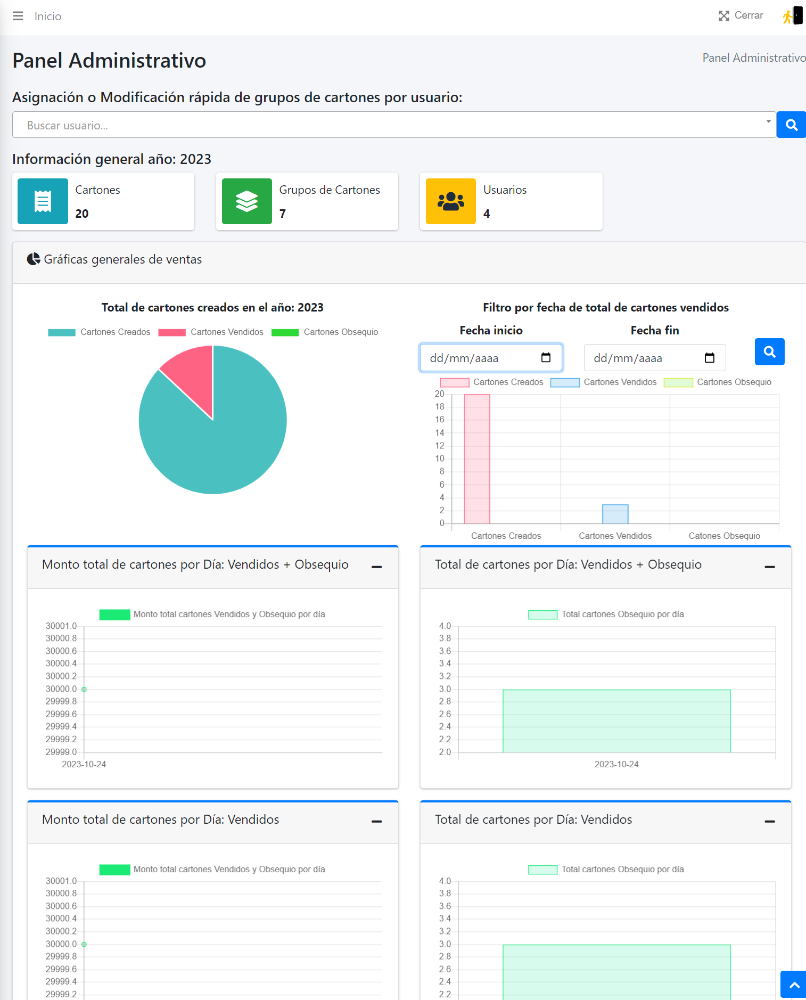 Inicio
Cerrar
Panel Administrativo
Panel Administrativo
Asignación o Modificación rápida de grupos de cartones por usuario:
Buscar usuario...
Información general año: 2023
Cartones
20
Grupos de Cartones
7
Usuarios
4
Gráficas generales de ventas
Total de cartones creados en el año: 2023
Cartones Creados Cartones Vendidos Cartones Obsequio
Filtro por fecha de total de cartones vendidos
Fecha inicio Fecha fin
dd/mm/aaaa dd/mm/aaaa
Cartones Creados Cartones Vendidos Cartones Obsequio
20
18
16
14
12
10
8
6
4
2
0
Cartones Creados Cartones Vendidos Catones Obsequio
Monto total de cartones por Día: Vendidos + Obsequio
Monto total cartones Vendidos y Obsequio por día
30001.0
30000.8
30000.6
30000.4
30000.2
30000.0
29999.8
29999.6
29999.4
29999.2
29999.0
2023-10-24
Total de cartones por Día: Vendidos + Obsequio
Total cartones Obsequio por día
4.0
3.8
3.6
3.4
3.2
3.0
2.8
2.6
2.4
2.2
2.0
2023-10-24
Monto total de cartones por Día: Vendidos
Monto total cartones Vendidos y Obsequio por día
30001.0
30000.8
30000.6
30000.4
30000.2
30000.0
29999.8
29999.6
29999.4
29999.2
Total de cartones por Día: Vendidos
Total cartones Obsequio por día
4.0
3.8
3.6
3.4
3.2
3.0
2.8
2.6
2.4
2.2